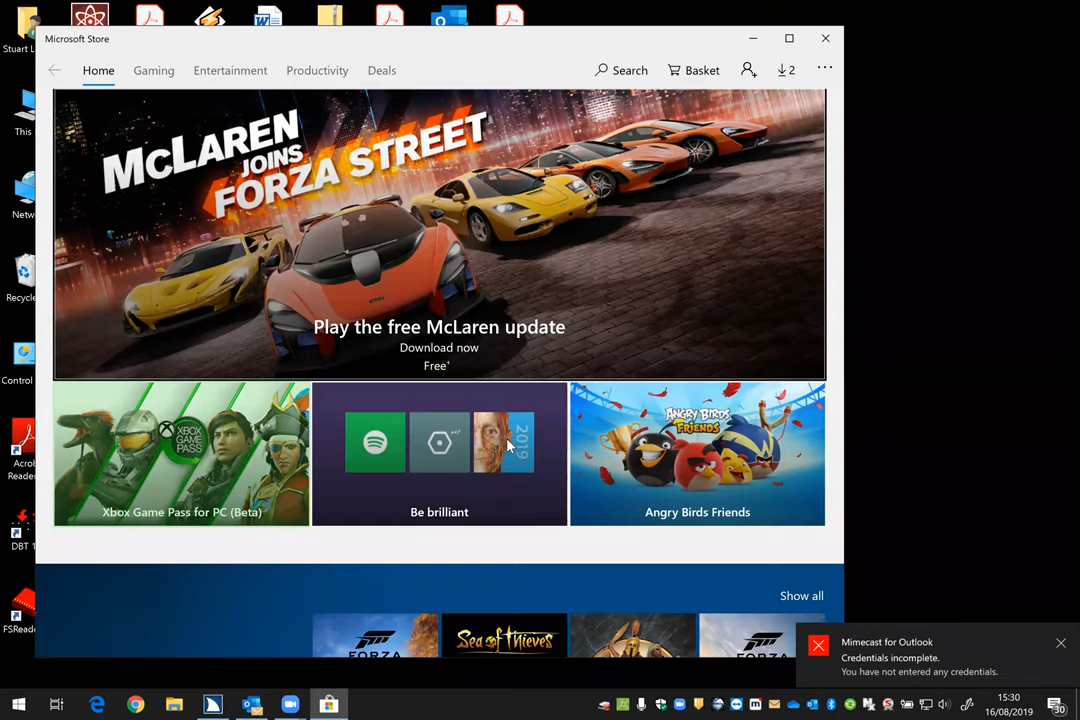 Stuart L
Microsoft Store
Home Gaming Entertainment Productivity Deals Search Basket 2
McLAREN
JOINS
FORZA STREET
Play the free McLaren update
Download now
Free+
XBOX
GAME
PASS
Xbox Game Pass for PC (Beta)
2019
Be brilliant
ANGRY BIRDS
FRIENDS
Angry Birds Friends
Show all
FORZA
Sea of Thieves
FORZA
This
Netw
Recycle
Control
Acrob
Reader
DBT 1
FSReade
Mimecast for Outlook
Credentials incomplete.
You have not entered any credentials.
15:30
16/08/2019
30